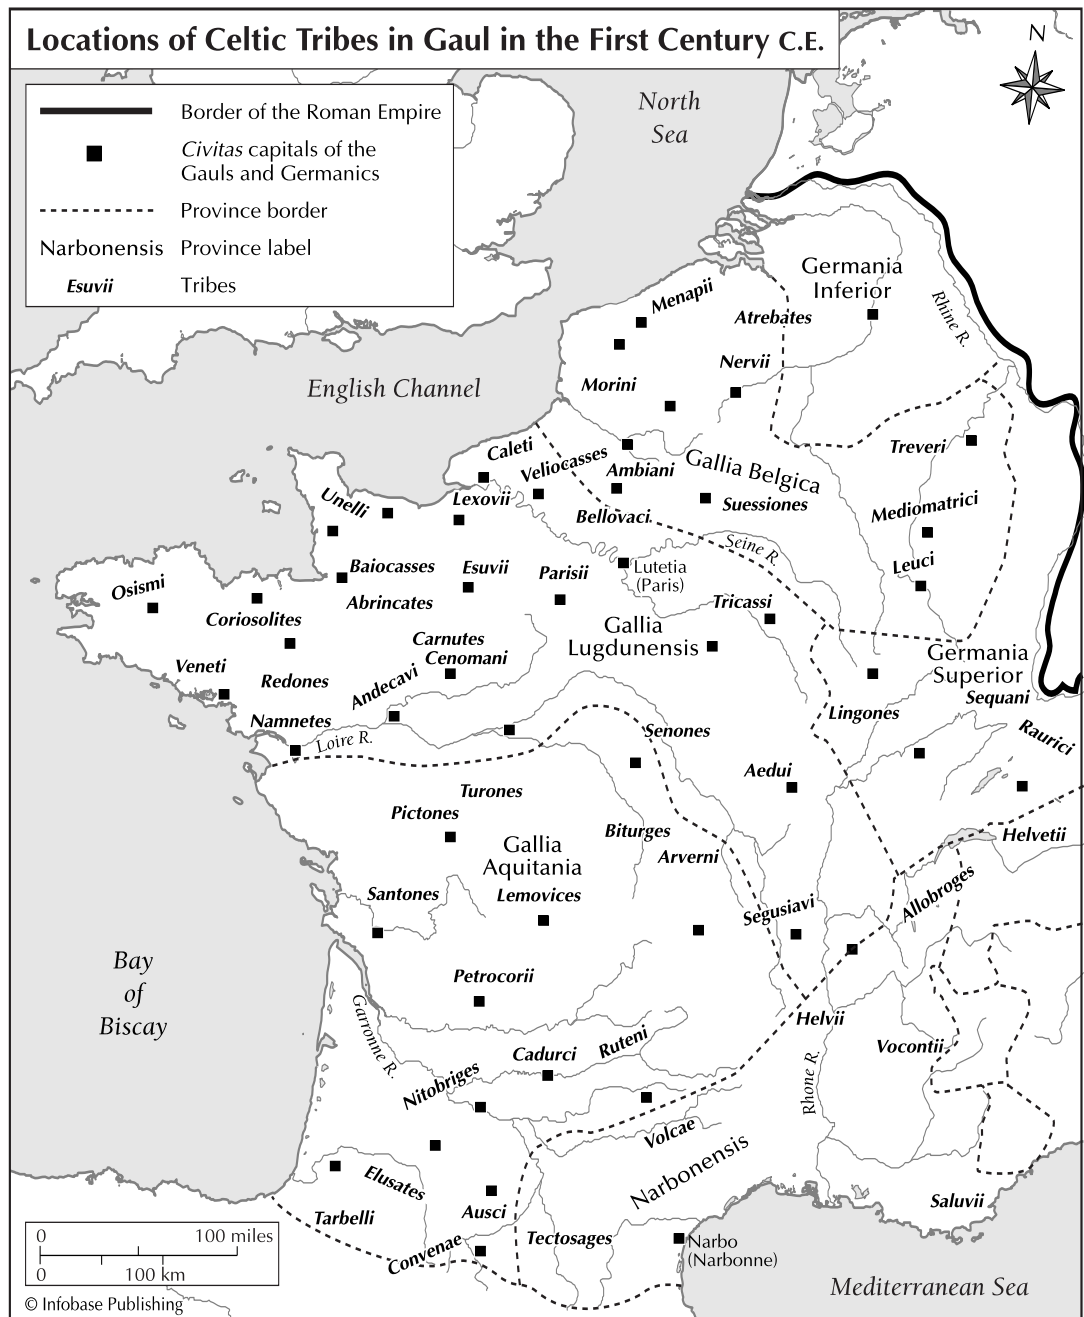 Locations of Celtic Tribes in Gaul in the First Century C.E.
N
Border of the Roman Empire
Civitas capitals of the
Gauls and Germanics
Province border
Narbonensis Province label
Esuvii Tribes
North
Sea
English Channel
Germania
Inferior
Rhine R.
Menapii
Atrebates
Nervii
Morini
Treveri
Caleti
Veliocasses
Ambiani
Gallia Belgica
Suessiones
Mediomatrici
Unelli
Lexovii
Bellovaci
Seine R.
Leuci
Baiocasses
Esuvii
Parisii
Lutetia
(Paris)
Osismi
Abrincates
Tricassi
Coriosolites
Gallia
Lugdunensis
Carnutes
Cenomani
Germania
Superior
Veneti
Redones
Andecavi
Sequani
Namnetes
Loire R.
Lingones
Senones
Raurici
Aedui
Turones
Pictones
Biturges
Helvetii
Gallia
Aquitania
Arverni
Santones
Lemovices
Allobroges
Segusiavi
Bay
of
Biscay
Petrocorii
Garronne R.
Helvii
Cadurci
Ruteni
Vocontii
Nitobriges
Rhone R.
Volcae
Narbonensis
Elusates
Saluvii
Tarbelli
Ausci
Convenae
Tectosages
Narbo
(Narbonne)
Mediterranean Sea
0 100 miles
0 100 km
© Infobase Publishing